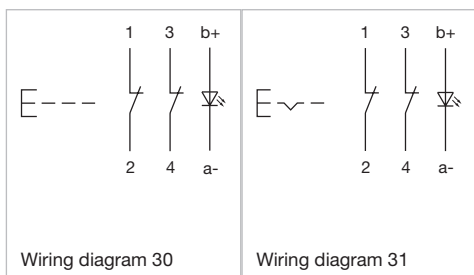 1 3 b+
2 4 a-
Wiring diagram 30
1 3 b+
2 4 a-
Wiring diagram 31